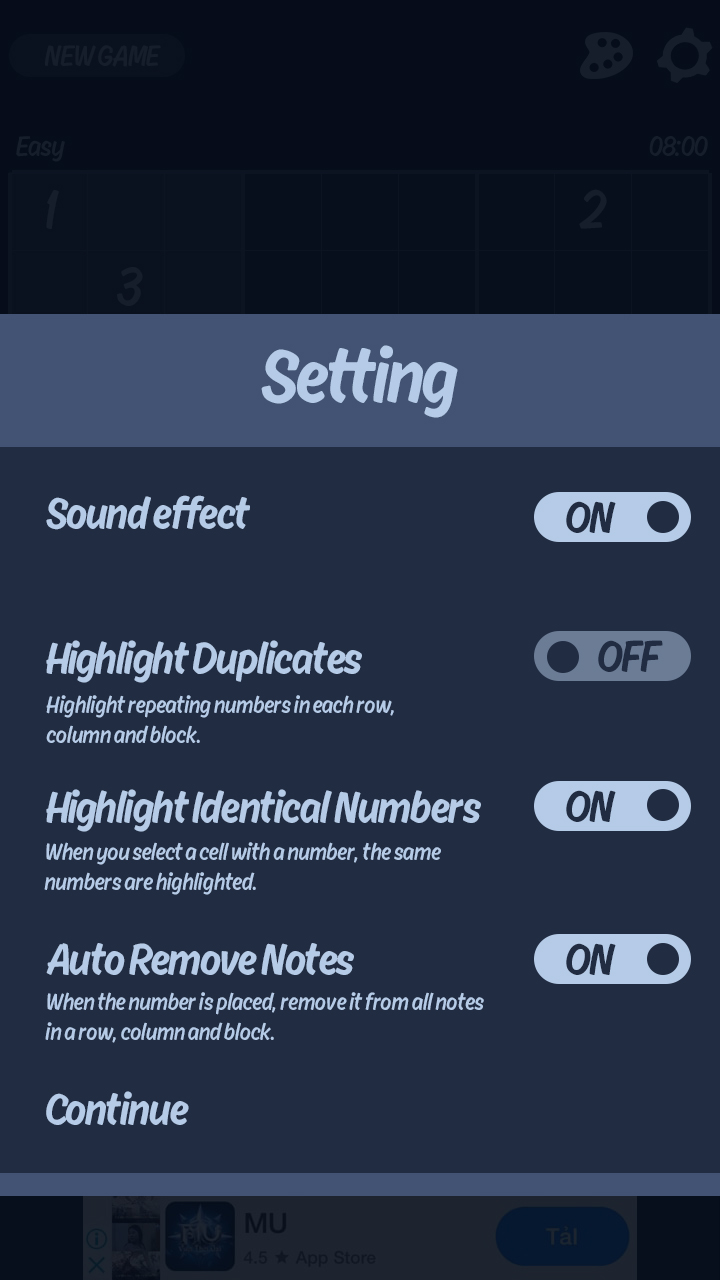 NEW GAME
Easy 08:00
1 2
3
Setting
Sound effect ON
Highlight Duplicates OFF
Highlight repeating numbers in each row,
column and block.
Highlight Identical Numbers ON
When you select a cell with a number, the same
numbers are highlighted.
Auto Remove Notes ON
When the number is placed, remove it from all notes
in a row, column and block.
Continue
MU
4.5 ★ App Store
Tải